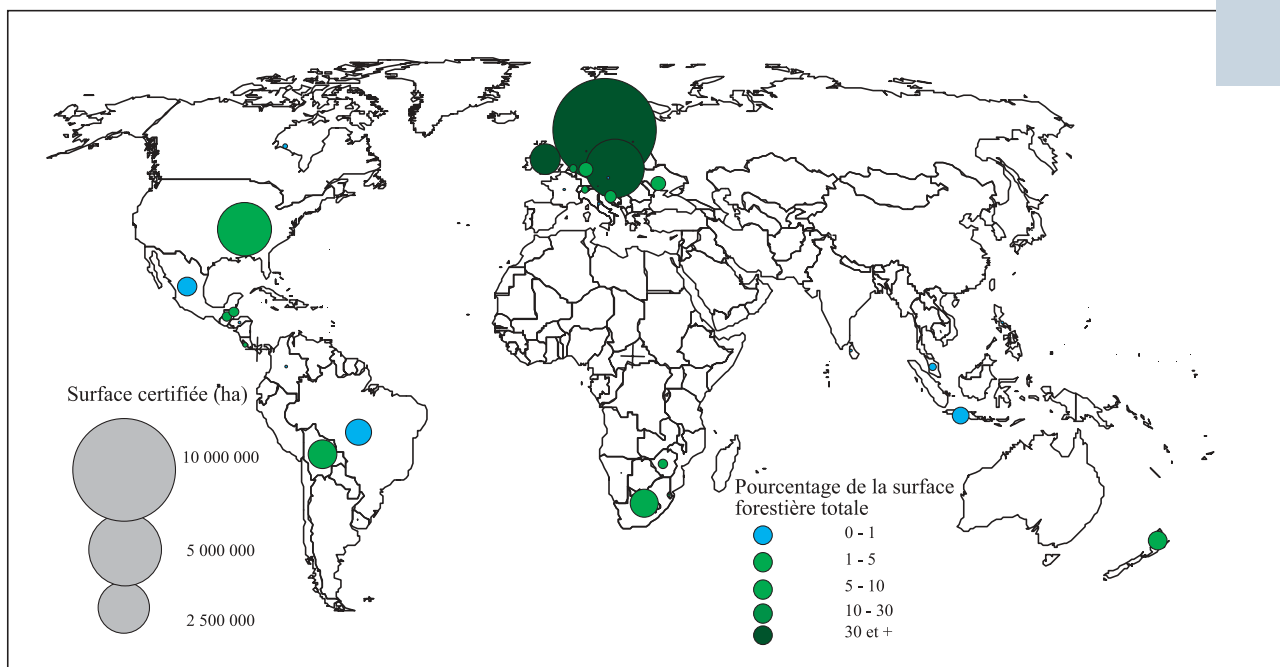 Surface certifiée (ha)
10 000 000
5 000 000
2 500 000
Pourcentage de la surface
forestière totale
0 - 1
1 - 5
5 - 10
10 - 30
30 et +